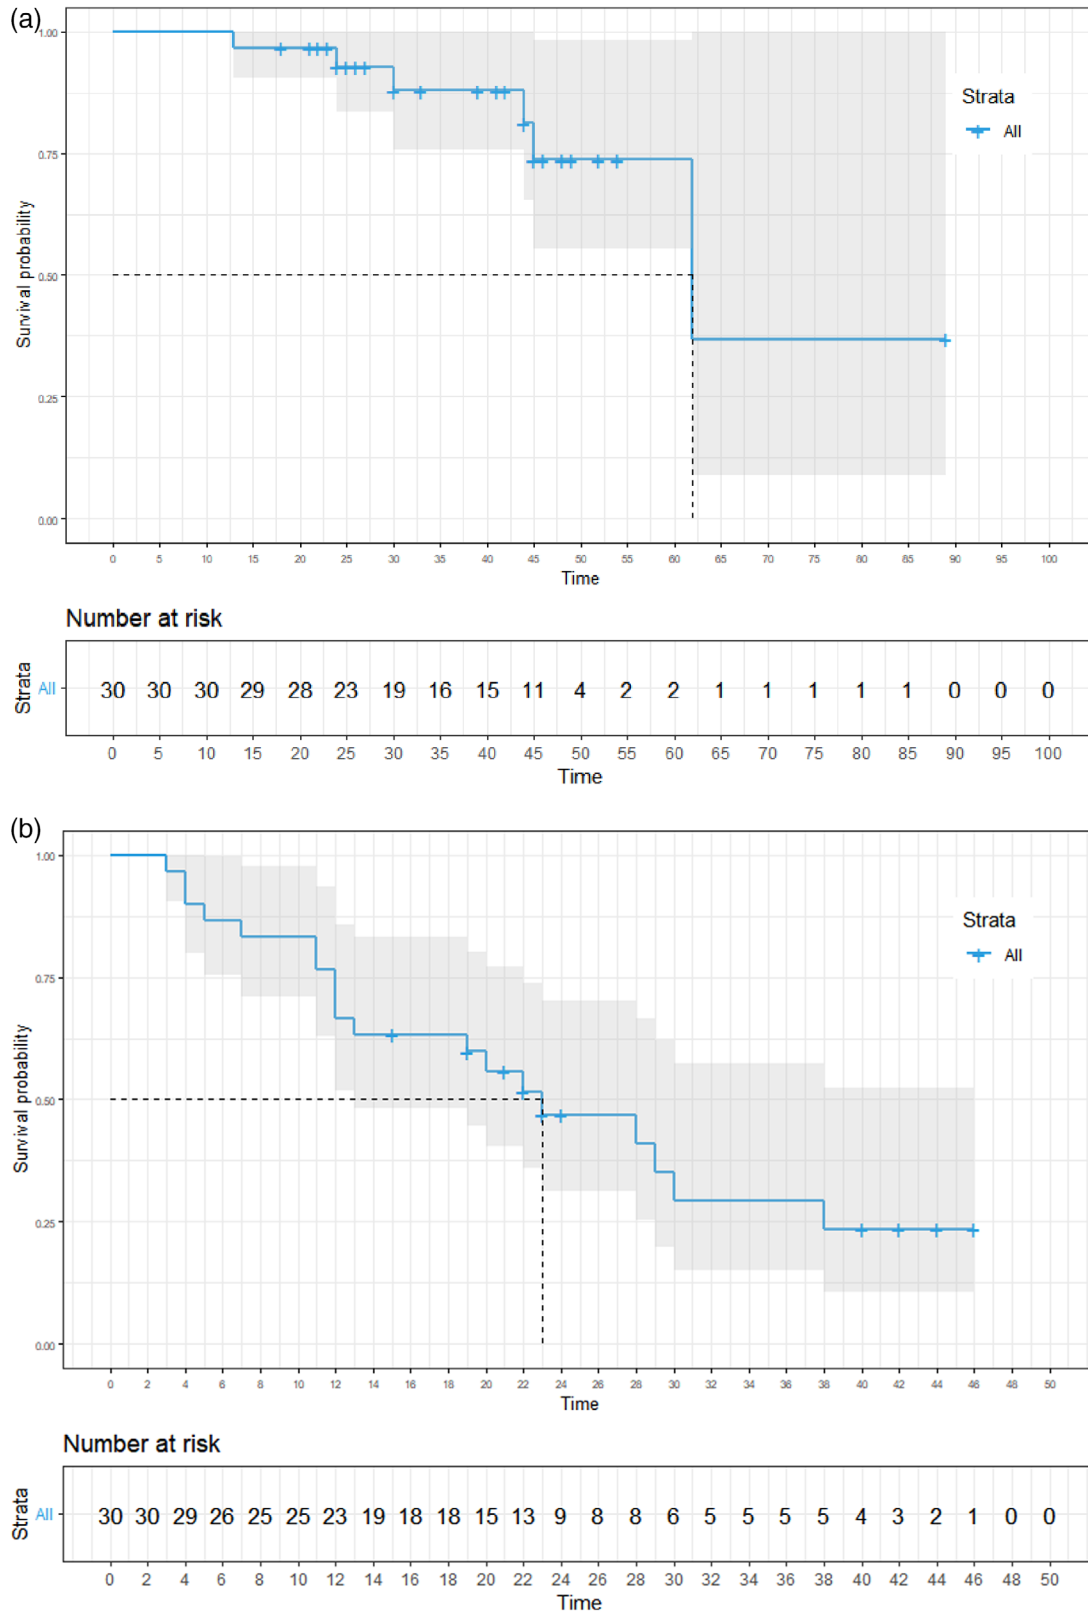 (a)
1.00
0.75
0.50
0.25
0.00
Survival probability
Strata
All
0 5 10 15 20 25 30 35 40 45 50 55 60 65 70 75 80 85 90 95 100
Time
Number at risk
Strata
All 30 30 30 29 28 23 19 16 15 11 4 2 2 1 1 1 1 1 0 0 0
0 5 10 15 20 25 30 35 40 45 50 55 60 65 70 75 80 85 90 95 100
Time
(b)
1.00
0.75
0.50
0.25
0.00
Survival probability
Strata
All
0 2 4 6 8 10 12 14 16 18 20 22 24 26 28 30 32 34 36 38 40 42 44 46 48 50
Time
Number at risk
Strata
All 30 30 29 26 25 25 23 19 18 18 15 13 9 8 8 6 5 5 5 5 4 3 2 1 0 0
0 2 4 6 8 10 12 14 16 18 20 22 24 26 28 30 32 34 36 38 40 42 44 46 48 50
Time